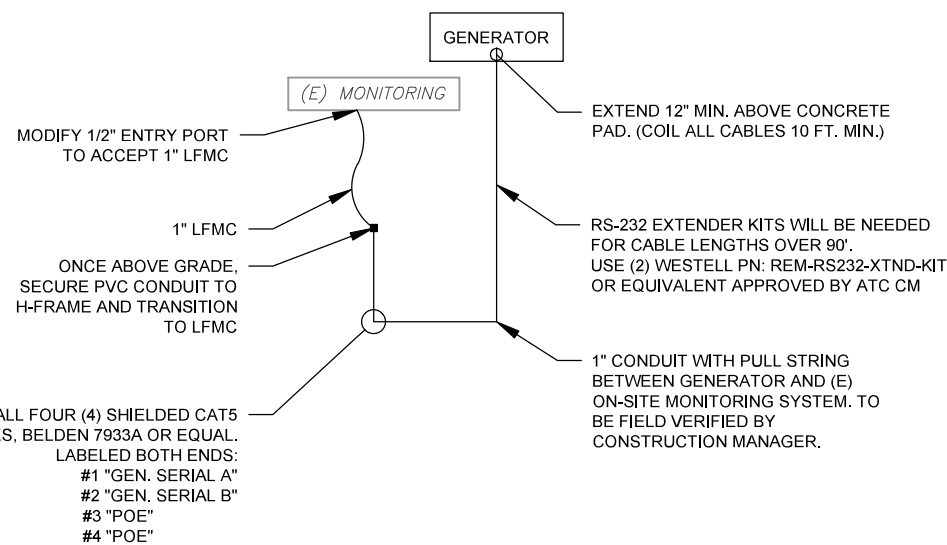 GENERATOR
(E) MONITORING
MODIFY 1/2" ENTRY PORT
TO ACCEPT 1" LFMC
1" LFMC
ONCE ABOVE GRADE,
SECURE PVC CONDUIT TO
H-FRAME AND TRANSITION
TO LFMC
ALL FOUR (4) SHIELDED CAT5
ES, BELDEN 7933A OR EQUAL.
LABELED BOTH ENDS:
#1 "GEN. SERIAL A"
#2 "GEN. SERIAL B"
#3 "POE"
#4 "POE"
EXTEND 12" MIN. ABOVE CONCRETE
PAD. (COIL ALL CABLES 10 FT. MIN.)
RS-232 EXTENDER KITS WILL BE NEEDED
FOR CABLE LENGTHS OVER 90'.
USE (2) WESTELL PN: REM-RS232-XTND-KIT
OR EQUIVALENT APPROVED BY ATC CM
1" CONDUIT WITH PULL STRING
BETWEEN GENERATOR AND (E)
ON-SITE MONITORING SYSTEM. TO
BE FIELD VERIFIED BY
CONSTRUCTION MANAGER.